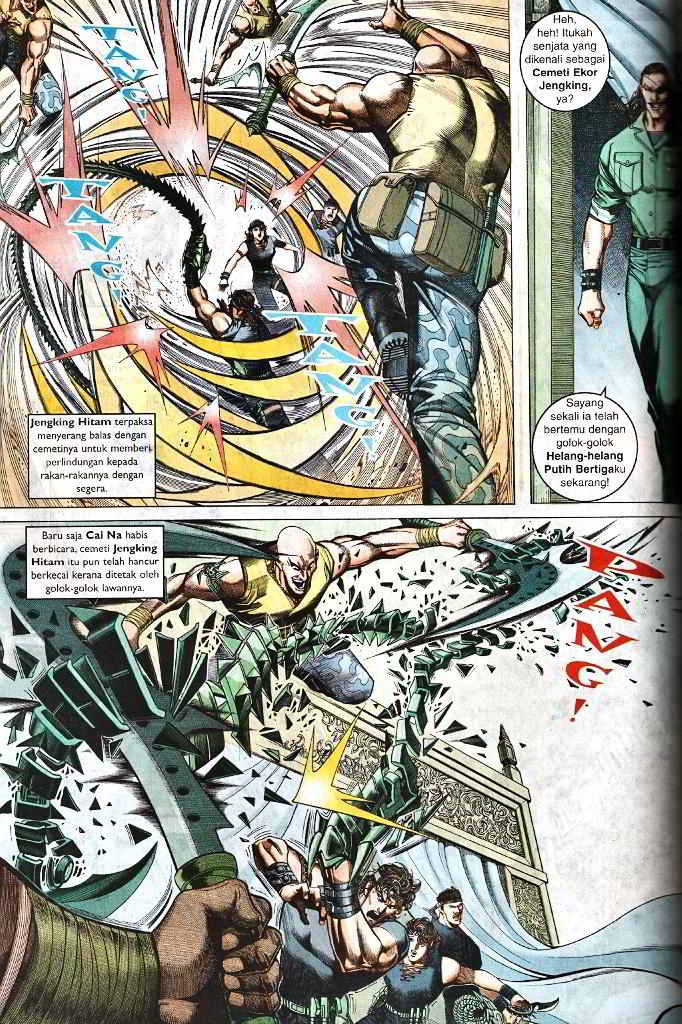 TANG!
TANG!
TANG!
Heh,
heh! Itukah
senjata yang
dikenali sebagai
Cemeti Ekor
Jengking,
ya?
Jengking Hitam terpaksa
menyerang balas dengan
cemetinya untuk memberi
perlindungan kepada
rakan-rakannya dengan
segera.
Sayang
sekali ia telah
bertemu dengan
golok-golok
Helang-helang
Putih Bertigaku
sekarang!
Baru saja Cai Na habis
berbicara, cemeti Jengking
Hitam itu pun telah hancur
berkecai kerana ditetak oleh
golok-golok lawannya.
PANG!